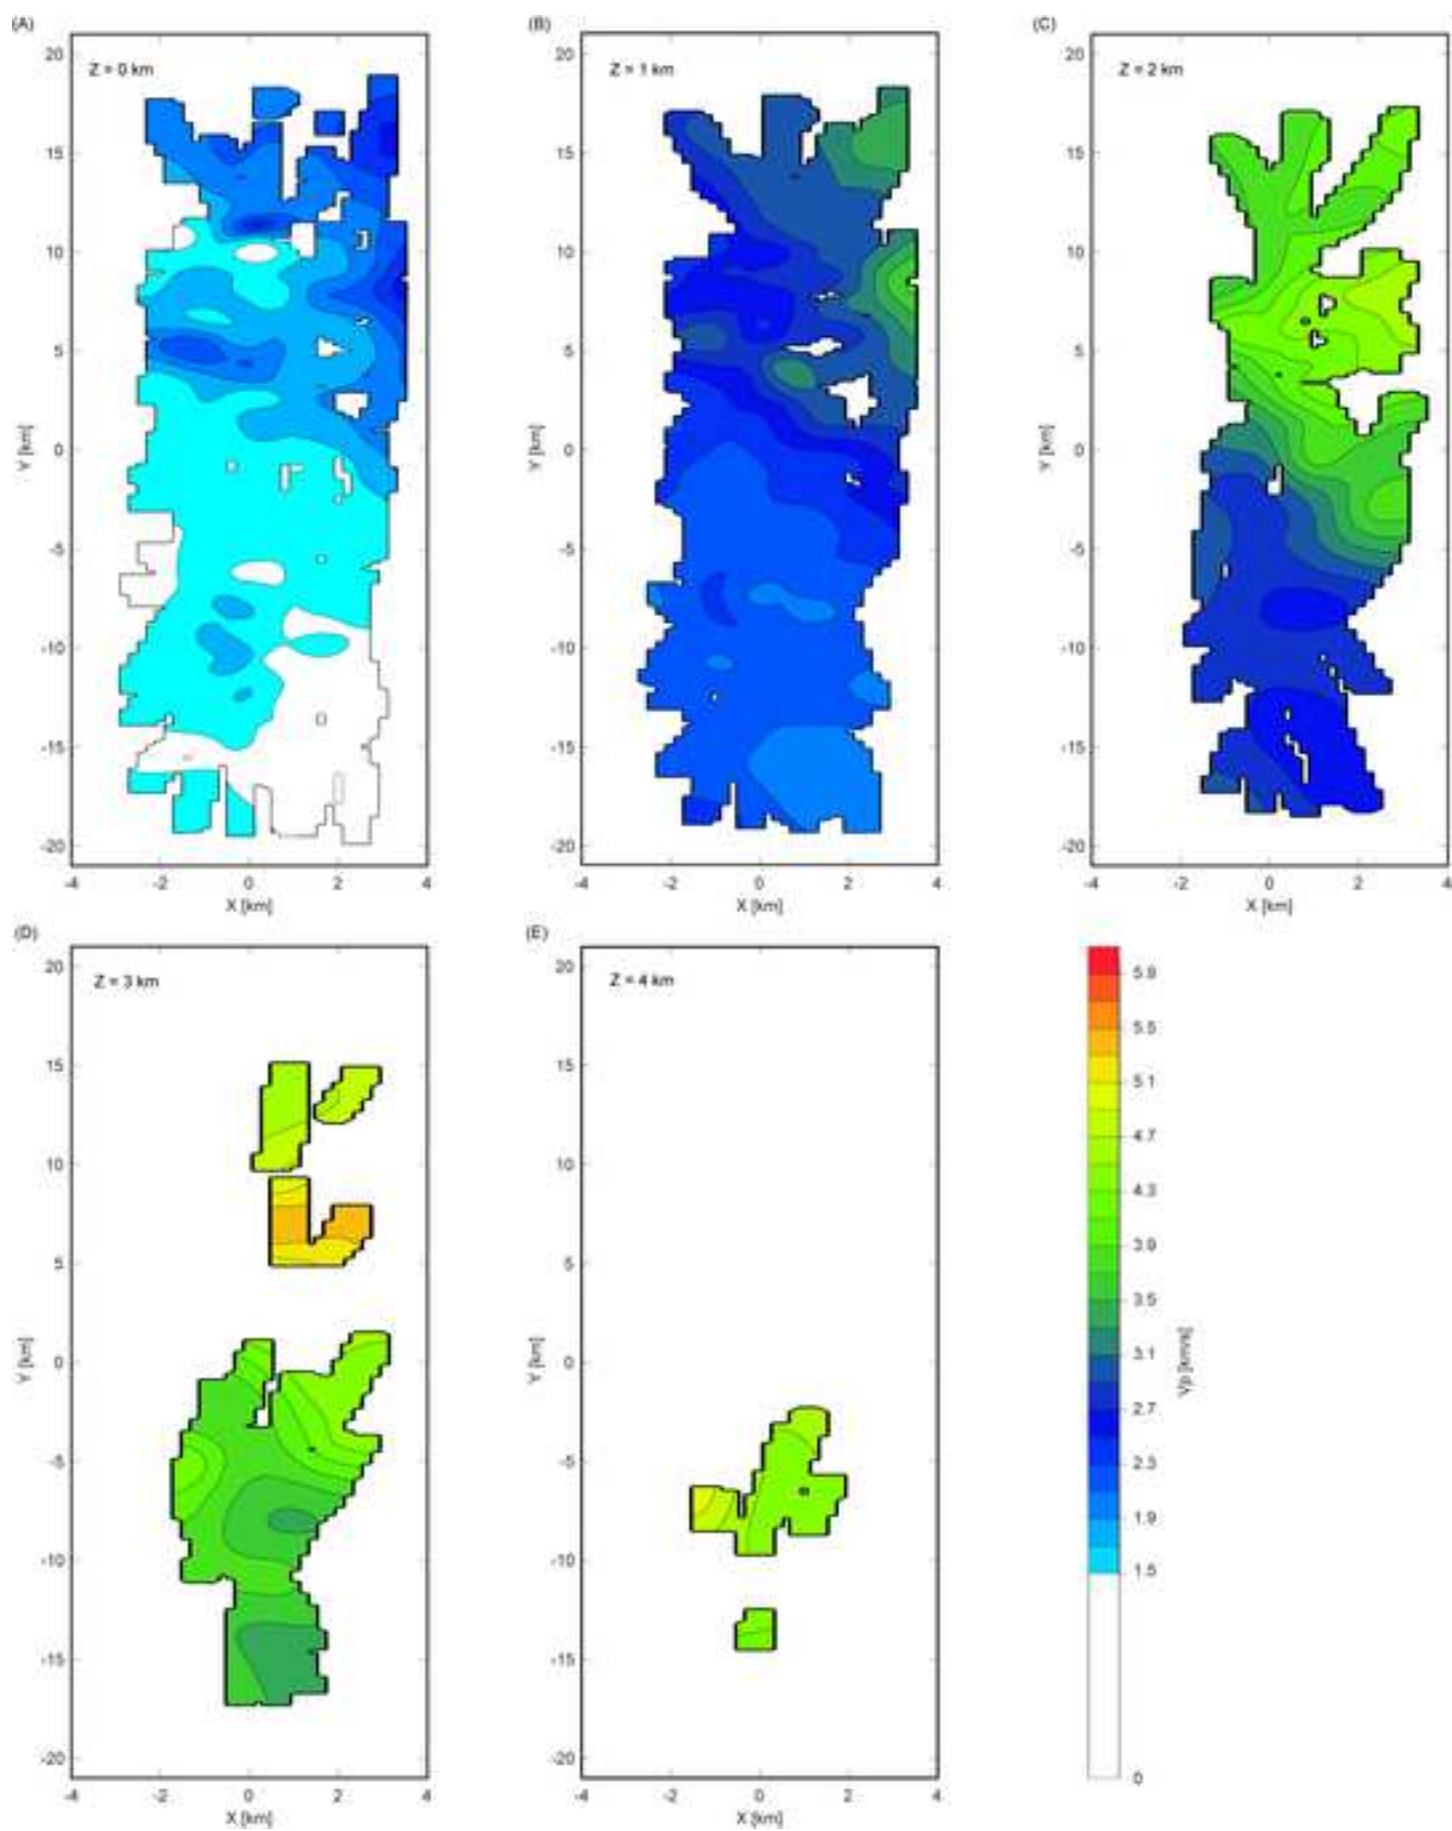 (A) (B) (C)
Z = 0 km Z = 1 km Z = 2 km
20 20 20
15 15 15
10 10 10
5 5 5
0 0 0
Y [km] Y [km] Y [km]
-5 -5 -5
-10 -10 -10
-15 -15 -15
-20 -20 -20
-4 -2 0 2 4 -4 -2 0 2 4 -4 -2 0 2 4
X [km] X [km] X [km]
(D) (E)
Z = 3 km Z = 4 km
20 20
15 15
10 10
5 5
0 0
Y [km] Y [km]
-5 -5
-10 -10
-15 -15
-20 -20
-4 -2 0 2 4 -4 -2 0 2 4
X [km] X [km]
5.9
5.5
5.1
4.7
4.3
3.9
3.5
3.1
2.7
2.3
1.9
1.5
0
Vp [km/s]